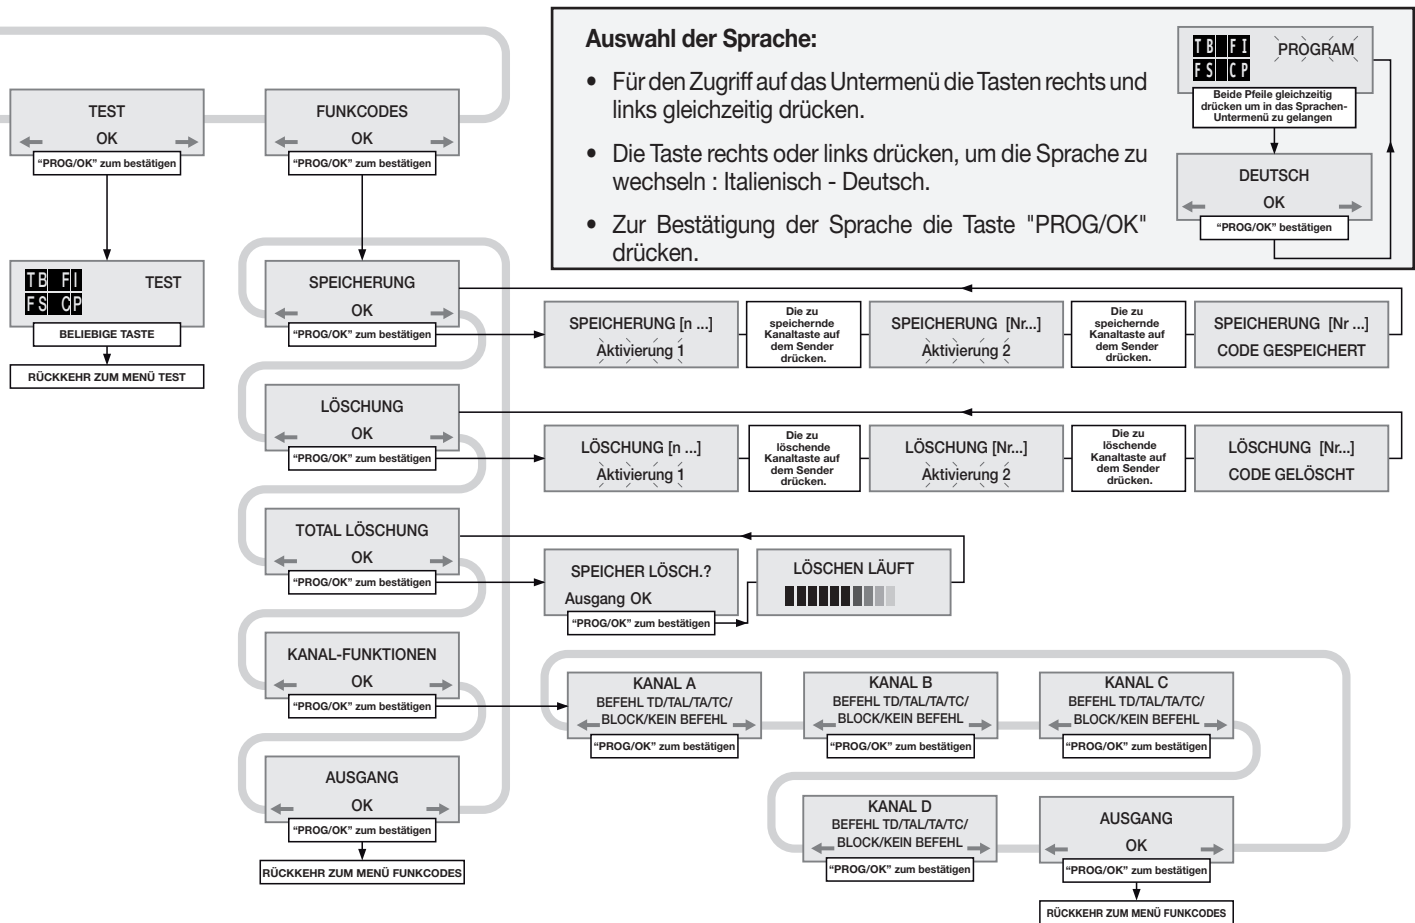 Auswahl der Sprache:
• Für den Zugriff auf das Untermenü die Tasten rechts und
links gleichzeitig drücken.
• Die Taste rechts oder links drücken, um die Sprache zu
wechseln : Italienisch - Deutsch.
• Zur Bestätigung der Sprache die Taste "PROG/OK"
drücken.
TB FI
FS CP
PROGRAM
Beide Pfeile gleichzeitig
drücken um in das Sprachen-
Untermenü zu gelangen
DEUTSCH
OK
“PROG/OK” bestätigen
TEST
OK
“PROG/OK” zum bestätigen
TB FI
FS CP
TEST
BELIEBIGE TASTE
RÜCKKEHR ZUM MENÜ TEST
FUNKCODES
OK
“PROG/OK” zum bestätigen
SPEICHERUNG
OK
“PROG/OK” zum bestätigen
SPEICHERUNG [n ...]
Aktivierung 1
Die zu
speichernde
Kanaltaste auf
dem Sender
drücken.
SPEICHERUNG [Nr...]
Aktivierung 2
Die zu
speichernde
Kanaltaste auf
dem Sender
drücken.
SPEICHERUNG [Nr ...]
CODE GESPEICHERT
LÖSCHUNG
OK
“PROG/OK” zum bestätigen
LÖSCHUNG [n ...]
Aktivierung 1
Die zu
löschende
Kanaltaste auf
dem Sender
drücken.
LÖSCHUNG [Nr...]
Aktivierung 2
Die zu
löschende
Kanaltaste auf
dem Sender
drücken.
LÖSCHUNG [Nr...]
CODE GELÖSCHT
TOTAL LÖSCHUNG
OK
“PROG/OK” zum bestätigen
SPEICHER LÖSCH.?
Ausgang OK
“PROG/OK” zum bestätigen
LÖSCHEN LÄUFT
KANAL-FUNKTIONEN
OK
“PROG/OK” zum bestätigen
KANAL A
BEFEHL TD/TAL/TA/TC/
BLOCK/KEIN BEFEHL
“PROG/OK” zum bestätigen
KANAL B
BEFEHL TD/TAL/TA/TC/
BLOCK/KEIN BEFEHL
“PROG/OK” zum bestätigen
KANAL C
BEFEHL TD/TAL/TA/TC/
BLOCK/KEIN BEFEHL
“PROG/OK” zum bestätigen
KANAL D
BEFEHL TD/TAL/TA/TC/
BLOCK/KEIN BEFEHL
“PROG/OK” zum bestätigen
AUSGANG
OK
“PROG/OK” zum bestätigen
RÜCKKEHR ZUM MENÜ FUNKCODES
AUSGANG
OK
“PROG/OK” zum bestätigen
RÜCKKEHR ZUM MENÜ FUNKCODES